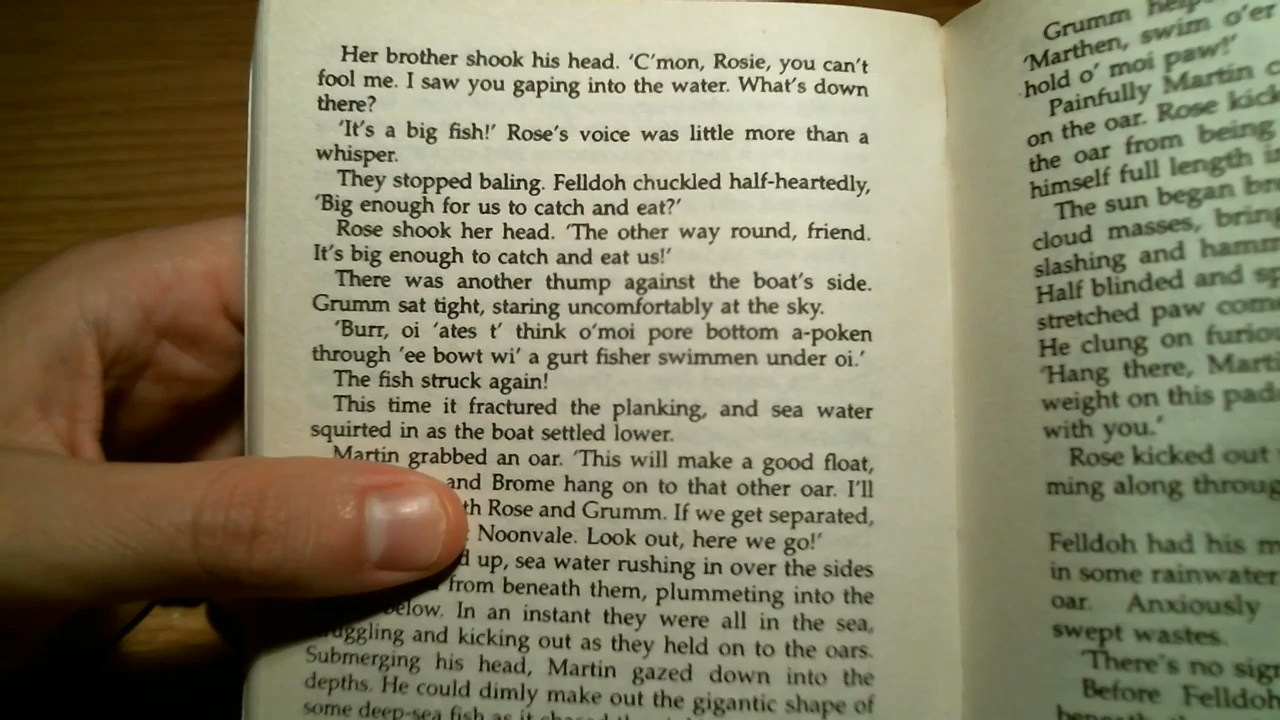 Her brother shook his head. 'C'mon, Rosie, you can't
fool me. I saw you gaping into the water. What's down
there?
'It's a big fish!' Rose's voice was little more than a
whisper.
They stopped baling. Felldoh chuckled half-heartedly,
'Big enough for us to catch and eat?'
Rose shook her head. 'The other way round, friend.
It's big enough to catch and eat us!'
There was another thump against the boat's side.
Grumm sat tight, staring uncomfortably at the sky.
'Burr, oi 'ates t' think o'moi pore bottom a-poken
through 'ee bowt wi' a gurt fisher swimmen under oi.'
The fish struck again!
This time it fractured the planking, and sea water
squirted in as the boat settled lower.
Martin grabbed an oar. 'This will make a good float,
and Brome hang on to that other oar. I'll
Rose and Grumm. If we get separated,
Noonvale. Look out, here we go!'
up, sea water rushing in over the sides
from beneath them, plummeting into the
below. In an instant they were all in the sea,
and kicking out as they held on to the oars.
Submerging his head, Martin gazed down into the
depths. He could dimly make out the gigantic shape of
some deep-sea fish as it
Grumm
'Marthen, swim o'er
hold o' moi paw!'
Painfully Martin
on the oar. Rose
the oar from being
himself full length
The sun began
cloud masses,
slashing and
Half blinded and
stretched paw
He clung on
'Hang there,
weight on this
with you.'
Rose kicked out
ming along
Felldoh had his
in some rainwater
oar. Anxiously
swept wastes.
'There's no
Before Felldoh